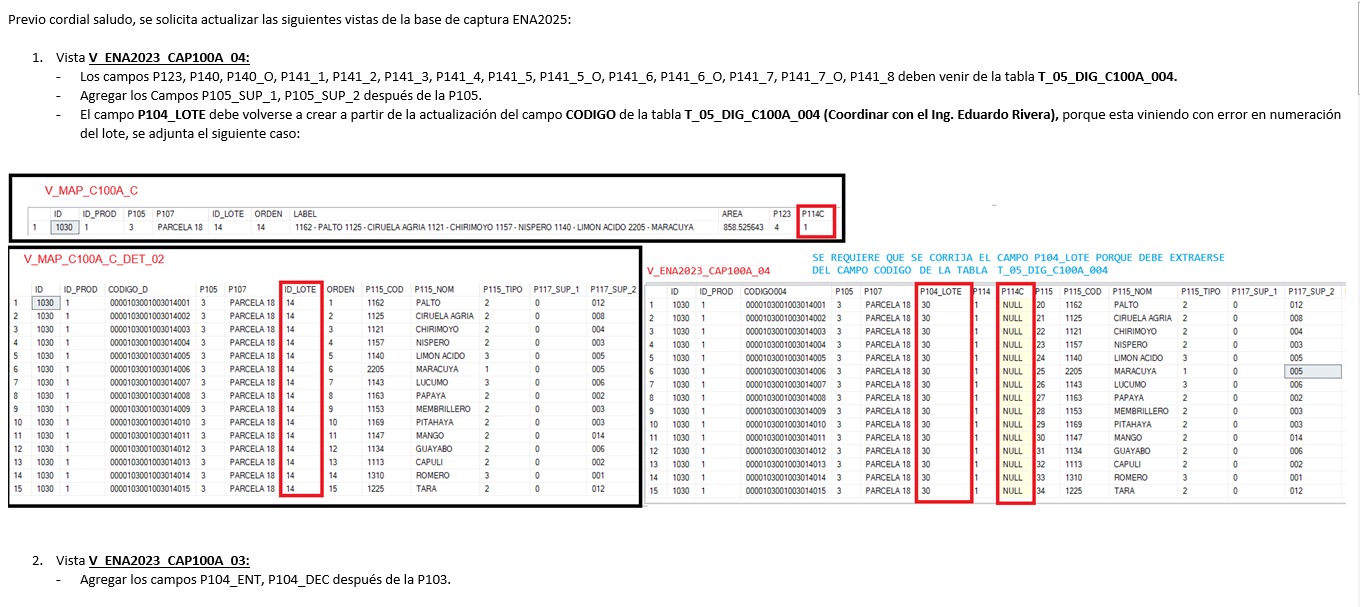 Previo cordial saludo, se solicita actualizar las siguientes vistas de la base de captura ENA2025:
1. Vista V_ENA2023_CAP100A_04:
- Los campos P123, P140, P140_O, P141_1, P141_2, P141_3, P141_4, P141_5, P141_5_O, P141_6, P141_6_O, P141_7, P141_7_O, P141_8 deben venir de la tabla T_05_DIG_C100A_004.
- Agregar los Campos P105_SUP_1, P105_SUP_2 después de la P105.
- El campo P104_LOTE debe volverse a crear a partir de la actualización del campo CODIGO de la tabla T_05_DIG_C100A_004 (Coordinar con el Ing. Eduardo Rivera), porque esta viniendo con error en numeración
del lote, se adjunta el siguiente caso:
V_MAP_C100A_C
ID ID_PROD P105 P107 ID_LOTE ORDEN LABEL AREA P123 P114C
1 1030 1 3 PARCELA 18 14 14 1162 - PALTO 1125 - CIRUELA AGRIA 1121 - CHIRIMOYO 1157 - NISPERO 1140 - LIMON ACIDO 2205 - MARACUYA 858.525643 4 1
V_MAP_C100A_C_DET_02
ID ID_PROD CODIGO_D P105 P107 ID_LOTE ORDEN P115_COD P115_NOM P115_TIPO P117_SUP_1 P117_SUP_2
1 1030 1 0000103001003014001 3 PARCELA 18 14 1 1162 PALTO 2 0 012
2 1030 1 0000103001003014002 3 PARCELA 18 14 2 1125 CIRUELA AGRIA 2 0 008
3 1030 1 0000103001003014003 3 PARCELA 18 14 3 1121 CHIRIMOYO 2 0 004
4 1030 1 0000103001003014004 3 PARCELA 18 14 4 1157 NISPERO 2 0 003
5 1030 1 0000103001003014005 3 PARCELA 18 14 5 1140 LIMON ACIDO 3 0 005
6 1030 1 0000103001003014006 3 PARCELA 18 14 6 2205 MARACUYA 1 0 005
7 1030 1 0000103001003014007 3 PARCELA 18 14 7 1143 LUCUMO 3 0 006
8 1030 1 0000103001003014008 3 PARCELA 18 14 8 1163 PAPAYA 2 0 002
9 1030 1 0000103001003014009 3 PARCELA 18 14 9 1153 MEMBRILLERO 2 0 003
10 1030 1 0000103001003014010 3 PARCELA 18 14 10 1169 PITAHAYA 2 0 003
11 1030 1 0000103001003014011 3 PARCELA 18 14 11 1147 MANGO 2 0 014
12 1030 1 0000103001003014012 3 PARCELA 18 14 12 1134 GUAYABO 2 0 006
13 1030 1 0000103001003014013 3 PARCELA 18 14 13 1113 CAPULI 2 0 002
14 1030 1 0000103001003014014 3 PARCELA 18 14 14 1310 ROMERO 3 0 001
15 1030 1 0000103001003014015 3 PARCELA 18 14 15 1225 TARA 2 0 012
SE REQUIERE QUE SE CORRIJA EL CAMPO P104_LOTE PORQUE DEBE EXTRAERSE
DEL CAMPO CODIGO DE LA TABLA T_05_DIG_C100A_004
V_ENA2023_CAP100A_04
ID ID_PROD CODIGO004 P105 P107 P104_LOTE P114 P114C P115 P115_COD P115_NOM P115_TIPO P117_SUP_1 P117_SUP_2
1 1030 1 0000103001003014001 3 PARCELA 18 30 1 NULL 20 1162 PALTO 2 0 012
2 1030 1 0000103001003014002 3 PARCELA 18 30 1 NULL 21 1125 CIRUELA AGRIA 2 0 008
3 1030 1 0000103001003014003 3 PARCELA 18 30 1 NULL 22 1121 CHIRIMOYO 2 0 004
4 1030 1 0000103001003014004 3 PARCELA 18 30 1 NULL 23 1157 NISPERO 2 0 003
5 1030 1 0000103001003014005 3 PARCELA 18 30 1 NULL 24 1140 LIMON ACIDO 3 0 005
6 1030 1 0000103001003014006 3 PARCELA 18 30 1 NULL 25 2205 MARACUYA 1 0 005
7 1030 1 0000103001003014007 3 PARCELA 18 30 1 NULL 26 1143 LUCUMO 3 0 006
8 1030 1 0000103001003014008 3 PARCELA 18 30 1 NULL 27 1163 PAPAYA 2 0 002
9 1030 1 0000103001003014009 3 PARCELA 18 30 1 NULL 28 1153 MEMBRILLERO 2 0 003
10 1030 1 0000103001003014010 3 PARCELA 18 30 1 NULL 29 1169 PITAHAYA 2 0 003
11 1030 1 0000103001003014011 3 PARCELA 18 30 1 NULL 30 1147 MANGO 2 0 014
12 1030 1 0000103001003014012 3 PARCELA 18 30 1 NULL 31 1134 GUAYABO 2 0 006
13 1030 1 0000103001003014013 3 PARCELA 18 30 1 NULL 32 1113 CAPULI 2 0 002
14 1030 1 0000103001003014014 3 PARCELA 18 30 1 NULL 33 1310 ROMERO 3 0 001
15 1030 1 0000103001003014015 3 PARCELA 18 30 1 NULL 34 1225 TARA 2 0 012
2. Vista V_ENA2023_CAP100A_03:
- Agregar los campos P104_ENT, P104_DEC después de la P103.